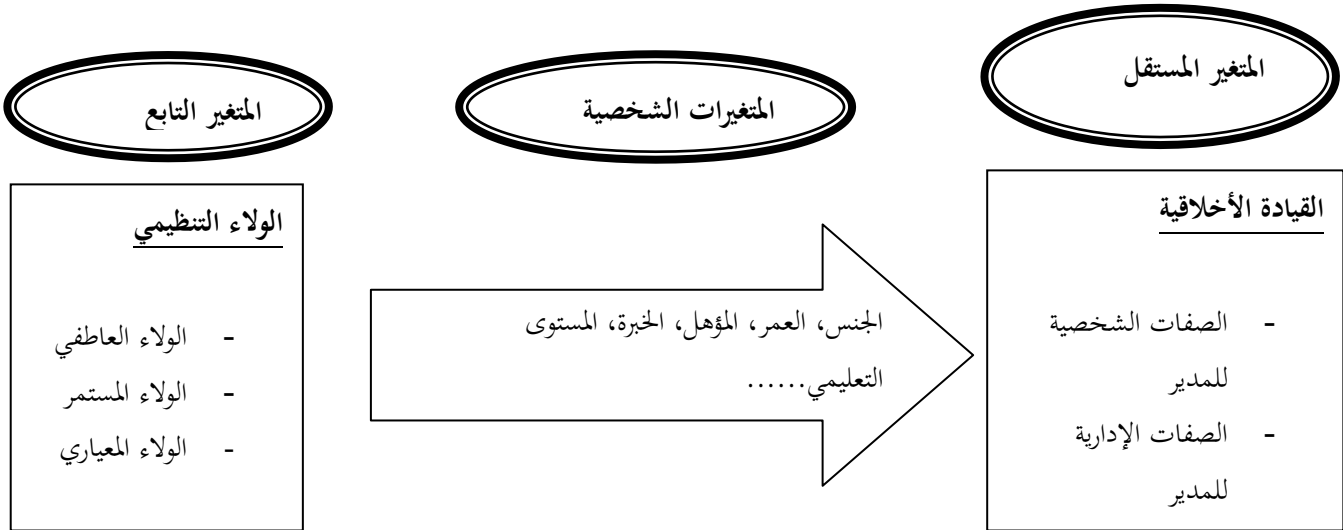 المتغير المستقل
المتغيرات الشخصية
المتغير التابع
القيادة الأخلاقية
- الصفات الشخصية
للمدير
- الصفات الإدارية
للمدير
الجنس، العمر، المؤهل، الخبرة، المستوى
التعليمي......
الولاء التنظيمي
- الولاء العاطفي
- الولاء المستمر
- الولاء المعياري